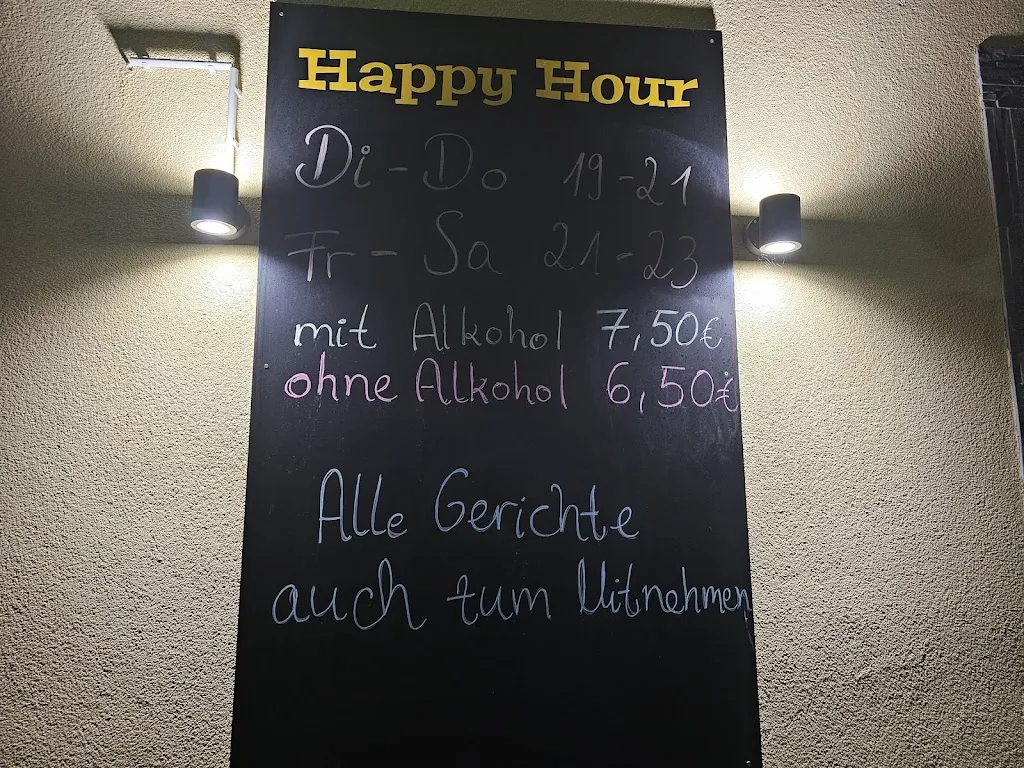 Happy Hour
Di - Do 19 - 21
Fr - Sa 21 - 23
mit Alkohol 7,50€
ohne Alkohol 6,50€
Alle Gerichte
auch zum Mitnehmen